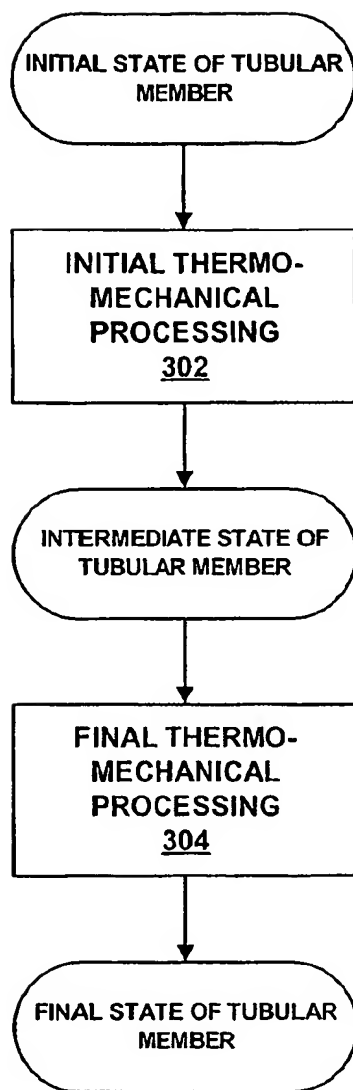 INITIAL STATE OF TUBULAR
MEMBER
INITIAL THERMO-
MECHANICAL
PROCESSING
302
INTERMEDIATE STATE OF
TUBULAR MEMBER
FINAL THERMO-
MECHANICAL
PROCESSING
304
FINAL STATE OF TUBULAR
MEMBER